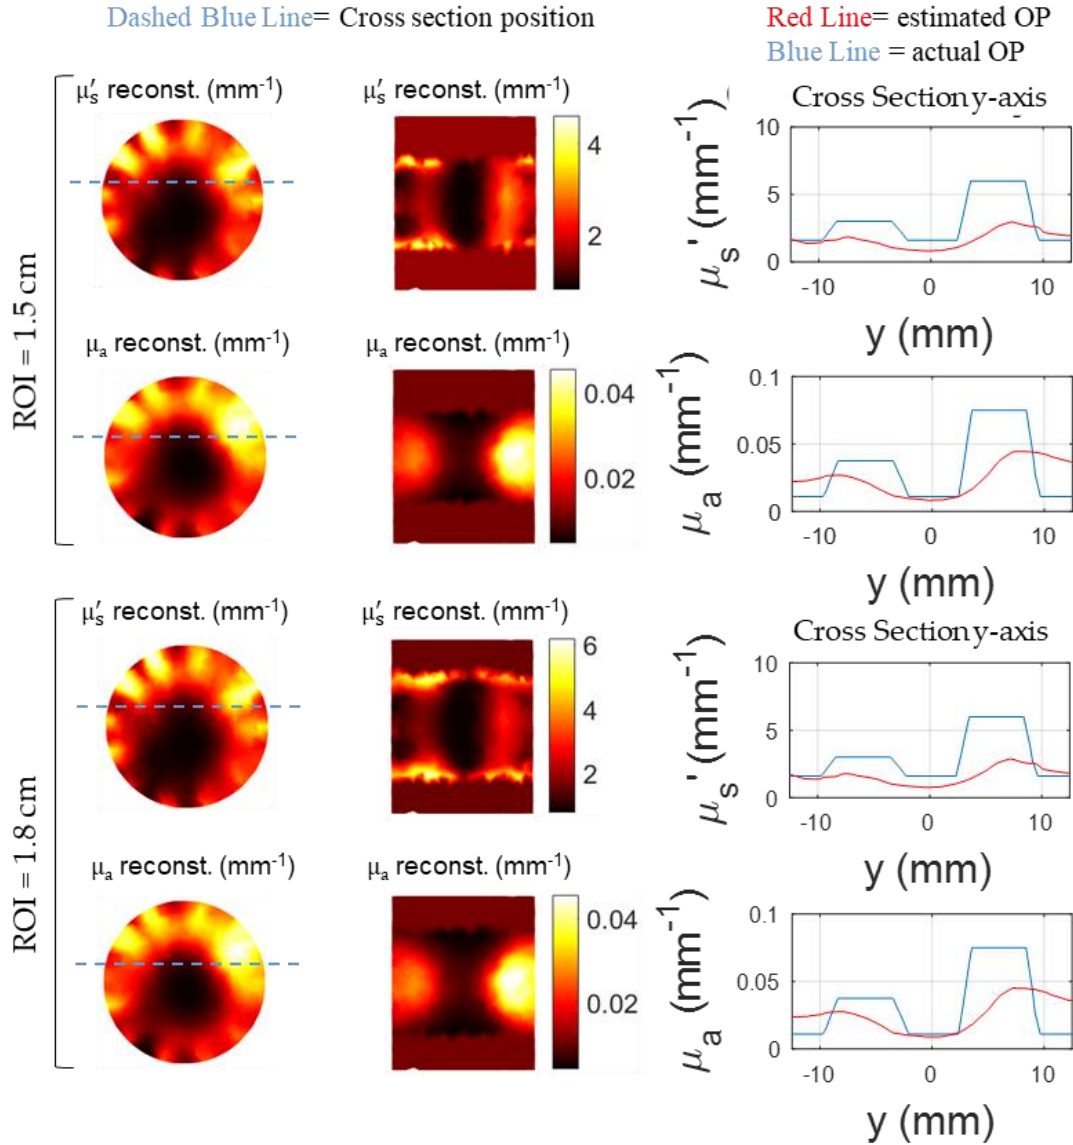 Dashed Blue Line= Cross section position
Red Line= estimated OP
Blue Line = actual OP
ROI = 1.5 cm
μ′s reconst. (mm-1)
μ′s reconst. (mm-1)
4
2
Cross Section y-axis
μs' (mm-1)
10
5
0
-10
0
10
y (mm)
μa reconst. (mm-1)
μa reconst. (mm-1)
0.04
0.02
μa (mm-1)
0.1
0.05
0
-10
0
10
y (mm)
ROI = 1.8 cm
μ′s reconst. (mm-1)
μ′s reconst. (mm-1)
6
4
2
Cross Section y-axis
μs' (mm-1)
10
5
0
-10
0
10
y (mm)
μa reconst. (mm-1)
μa reconst. (mm-1)
0.04
0.02
μa (mm-1)
0.1
0.05
0
-10
0
10
y (mm)